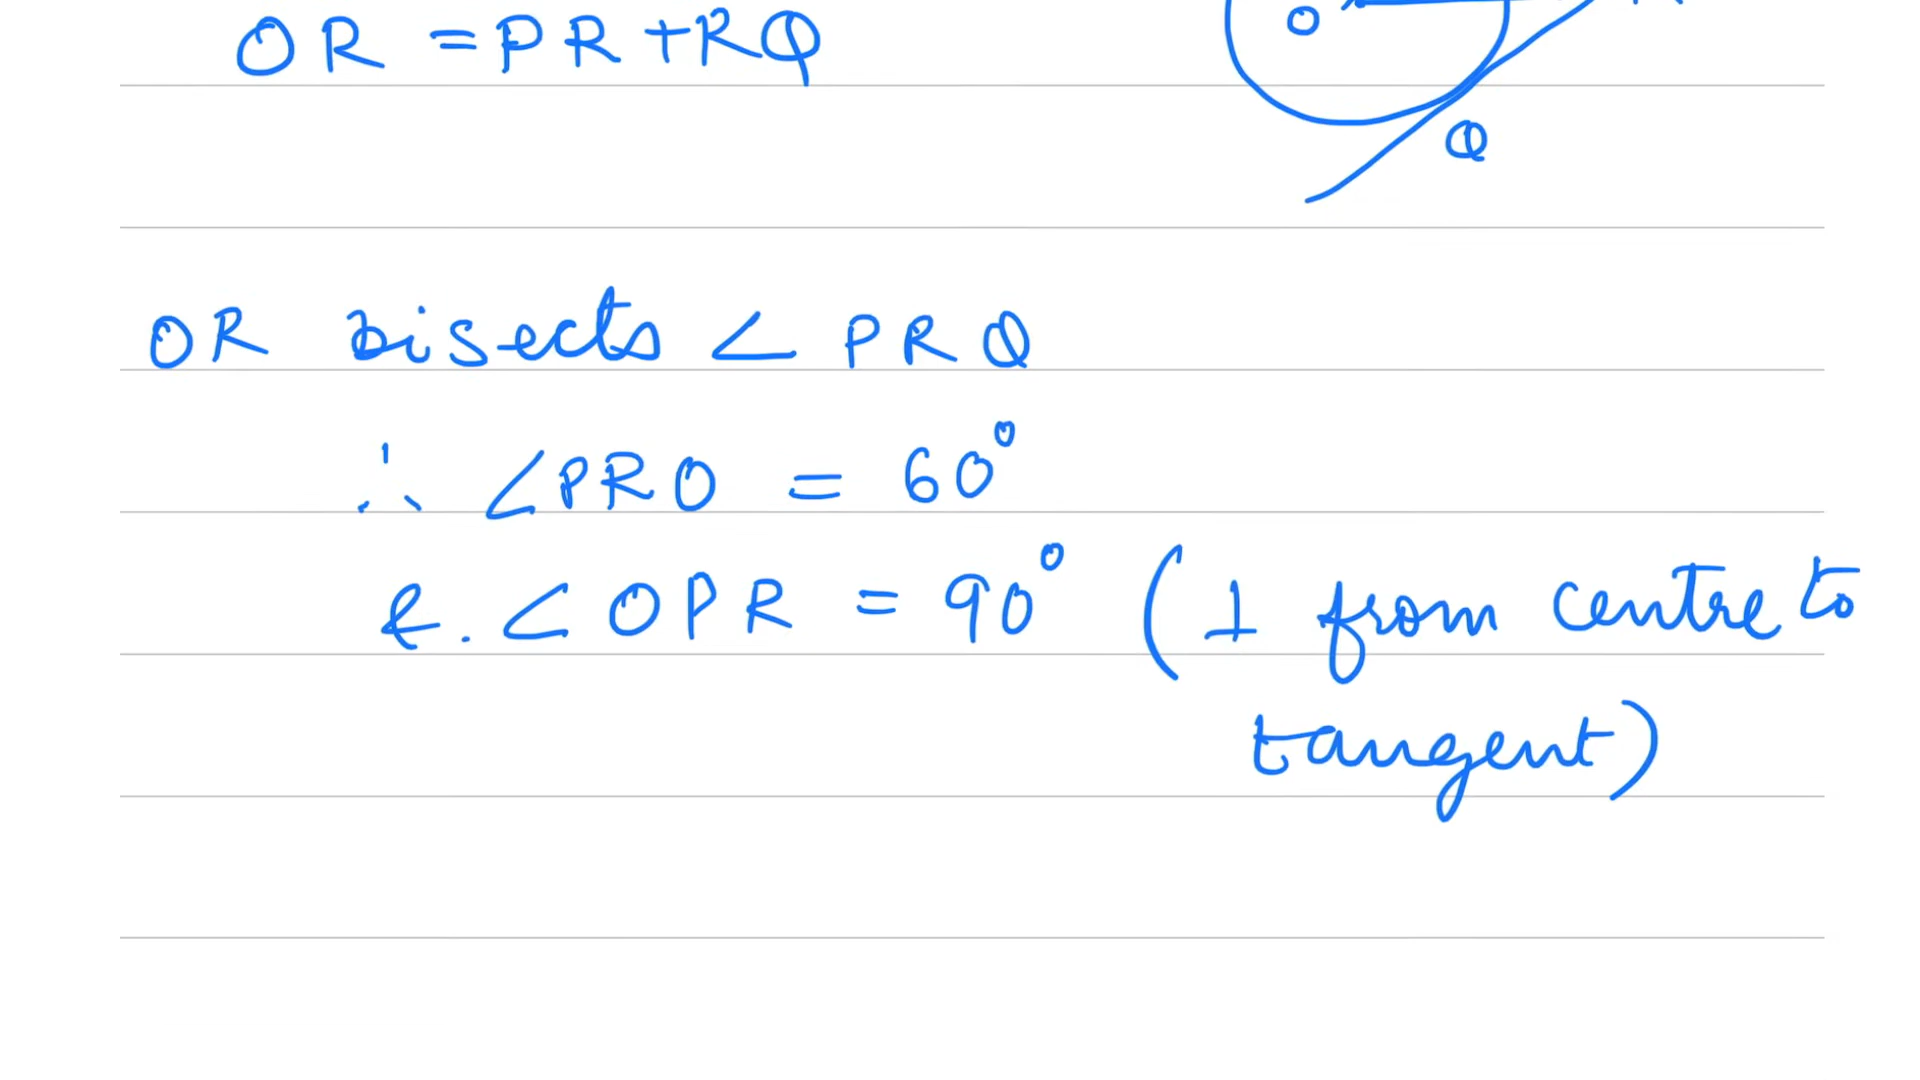 OR = PR + RQ
O
Q
OR bisects < PRQ
∴ ∠PRO = 60°
&. < OPR = 90° (⊥ from centre to
tangent)